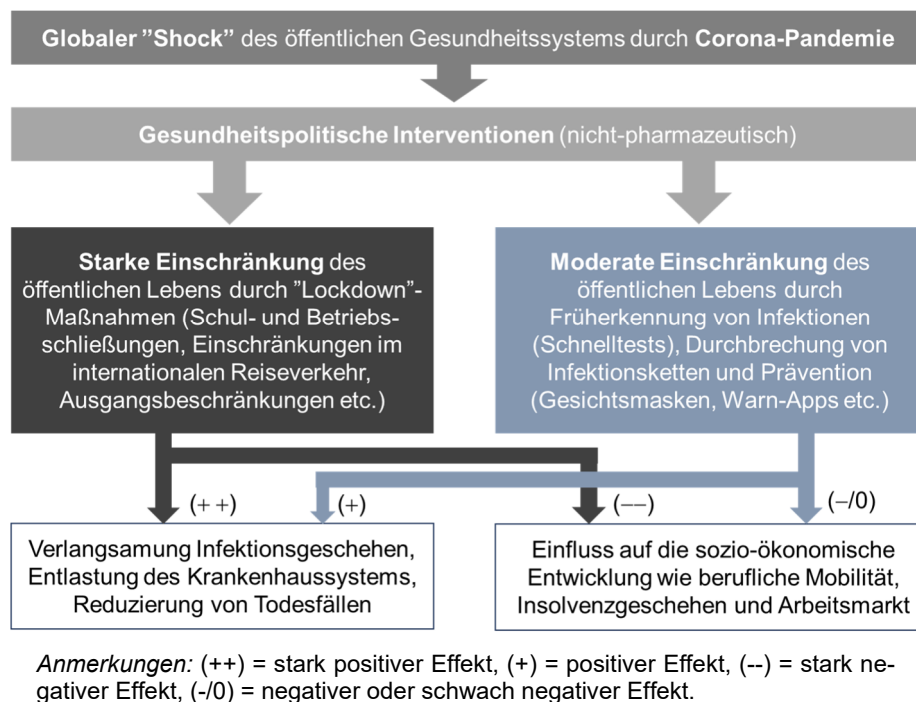 Globaler ”Shock” des öffentlichen Gesundheitssystems durch Corona-Pandemie
Gesundheitspolitische Interventionen (nicht-pharmazeutisch)
Starke Einschränkung des
öffentlichen Lebens durch ”Lockdown”-
Maßnahmen (Schul- und Betriebs-
schließungen, Einschränkungen im
internationalen Reiseverkehr,
Ausgangsbeschränkungen etc.)
Moderate Einschränkung des
öffentlichen Lebens durch
Früherkennung von Infektionen
(Schnelltests), Durchbrechung von
Infektionsketten und Prävention
(Gesichtsmasken, Warn-Apps etc.)
(++)
(+)
(−−)
(−/0)
Verlangsamung Infektionsgeschehen,
Entlastung des Krankenhaussystems,
Reduzierung von Todesfällen
Einfluss auf die sozio-ökonomische
Entwicklung wie berufliche Mobilität,
Insolvenzgeschehen und Arbeitsmarkt
Anmerkungen: (++) = stark positiver Effekt, (+) = positiver Effekt, (--) = stark ne-
gativer Effekt, (-/0) = negativer oder schwach negativer Effekt.